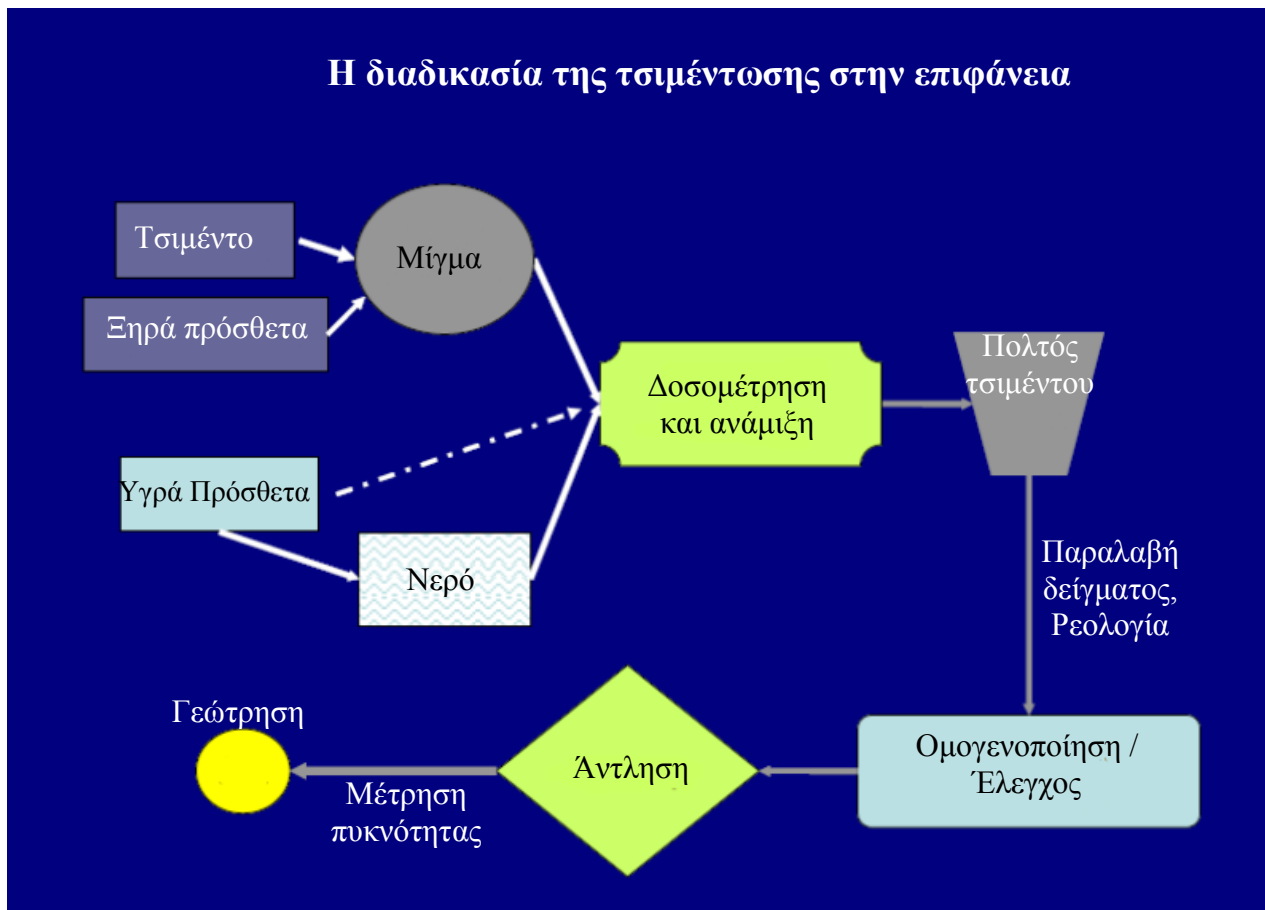 Η διαδικασία της τσιμέντωσης στην επιφάνεια
Τσιμέντο
Μίγμα
Ξηρά πρόσθετα
Πολτός
τσιμέντου
Δοσομέτρηση
και ανάμιξη
Υγρά Πρόσθετα
Νερό
Παραλαβή
δείγματος,
Ρεολογία
Γεώτρηση
Ομογενοποίηση /
Έλεγχος
Άντληση
Μέτρηση
πυκνότητας